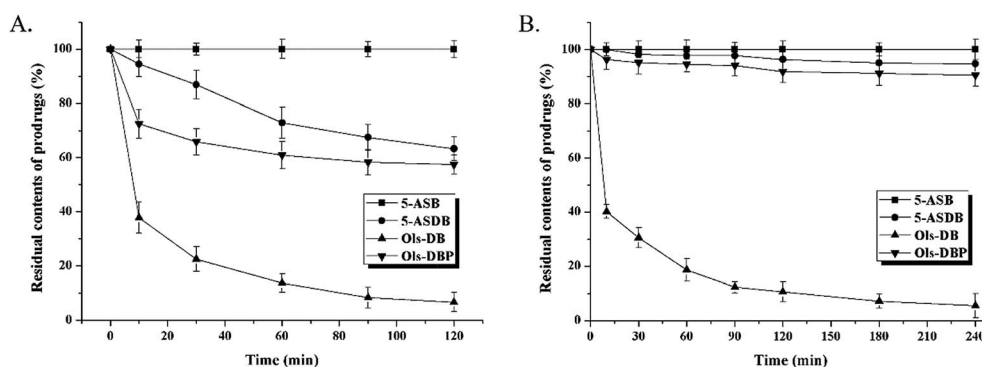 A.
Residual contents of prodrugs (%)
100
80
60
40
20
0
5-ASB
5-ASDB
Ols-DB
Ols-DBP
0 20 40 60 80 100 120
Time (min)
B.
Residual contents of prodrugs (%)
100
80
60
40
20
0
5-ASB
5-ASDB
Ols-DB
Ols-DBP
0 30 60 90 120 150 180 210 240
Time (min)